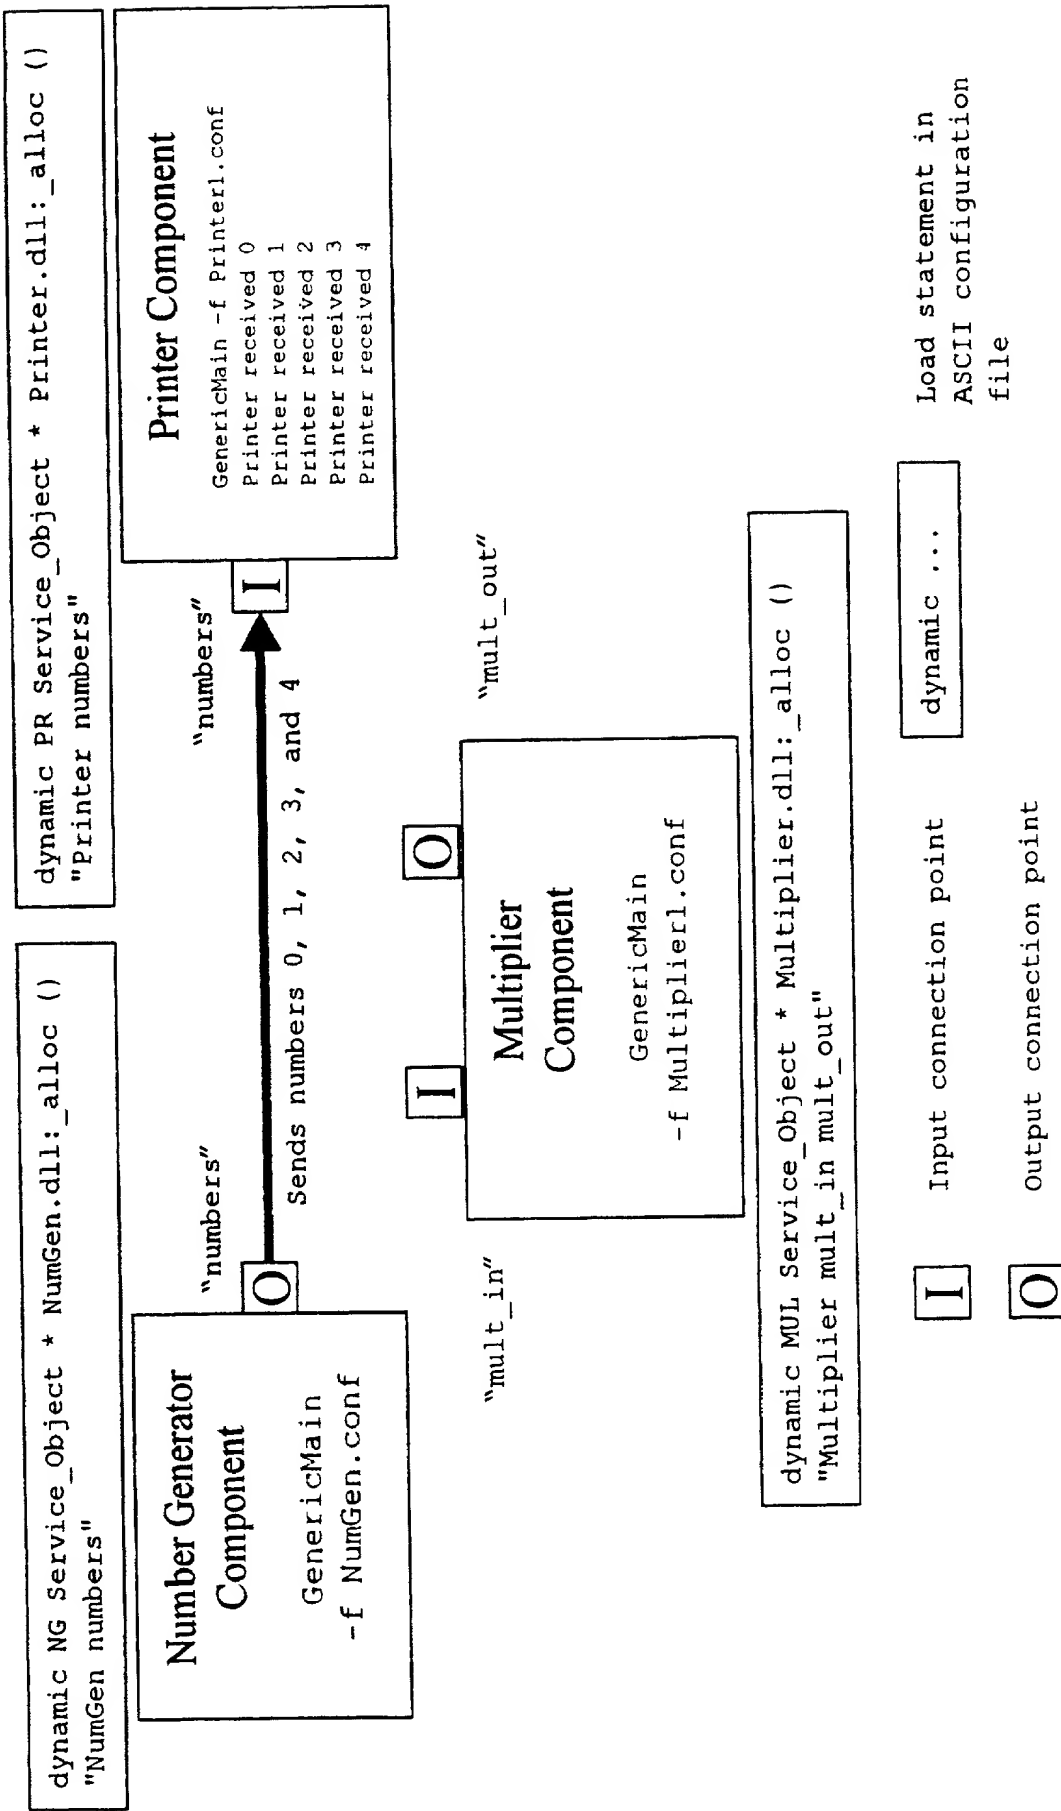 dynamic NG Service_Object * NumGen.dll:_alloc ()
"NumGen numbers"
dynamic PR Service_Object * Printer.dll:_alloc ()
"Printer numbers"
Number Generator
Component
GenericMain
-f NumGen.conf
"numbers"
O
Sends numbers 0, 1, 2, 3, and 4
"numbers"
I
Printer Component
GenericMain -f Printer1.conf
Printer received 0
Printer received 1
Printer received 2
Printer received 3
Printer received 4
"mult_in"
I
O
"mult_out"
Multiplier
Component
GenericMain
-f Multiplier1.conf
dynamic MUL Service_Object * Multiplier.dll:_alloc ()
"Multiplier mult_in mult_out"
I
Input connection point
O
Output connection point
dynamic ...
Load statement in
ASCII configuration
file